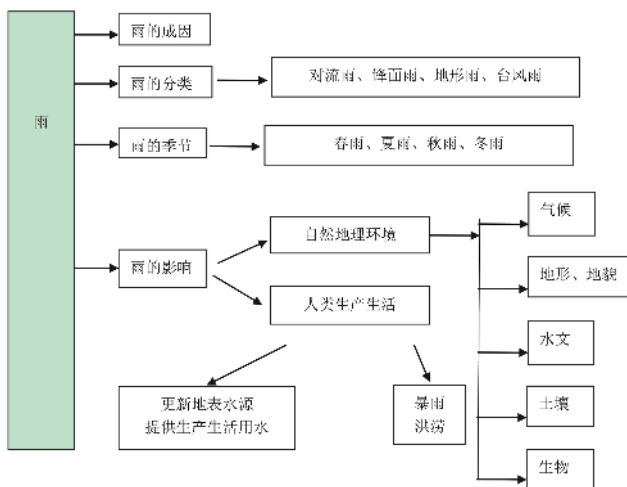 雨
雨的成因
雨的分类
对流雨、锋面雨、地形雨、台风雨
雨的季节
春雨、夏雨、秋雨、冬雨
雨的影响
自然地理环境
人类生产生活
气候
地形、地貌
水文
土壤
生物
更新地表水源
提供生产生活用水
暴雨
洪涝